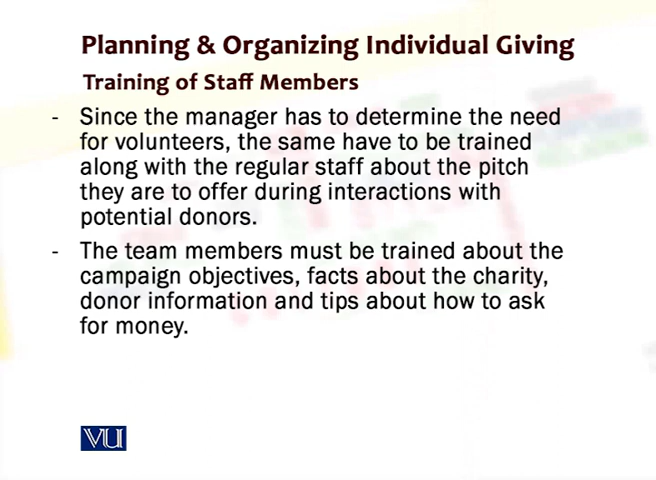 Planning & Organizing Individual Giving
Training of Staff Members
- Since the manager has to determine the need
for volunteers, the same have to be trained
along with the regular staff about the pitch
they are to offer during interactions with
potential donors.
- The team members must be trained about the
campaign objectives, facts about the charity,
donor information and tips about how to ask
for money.
VU